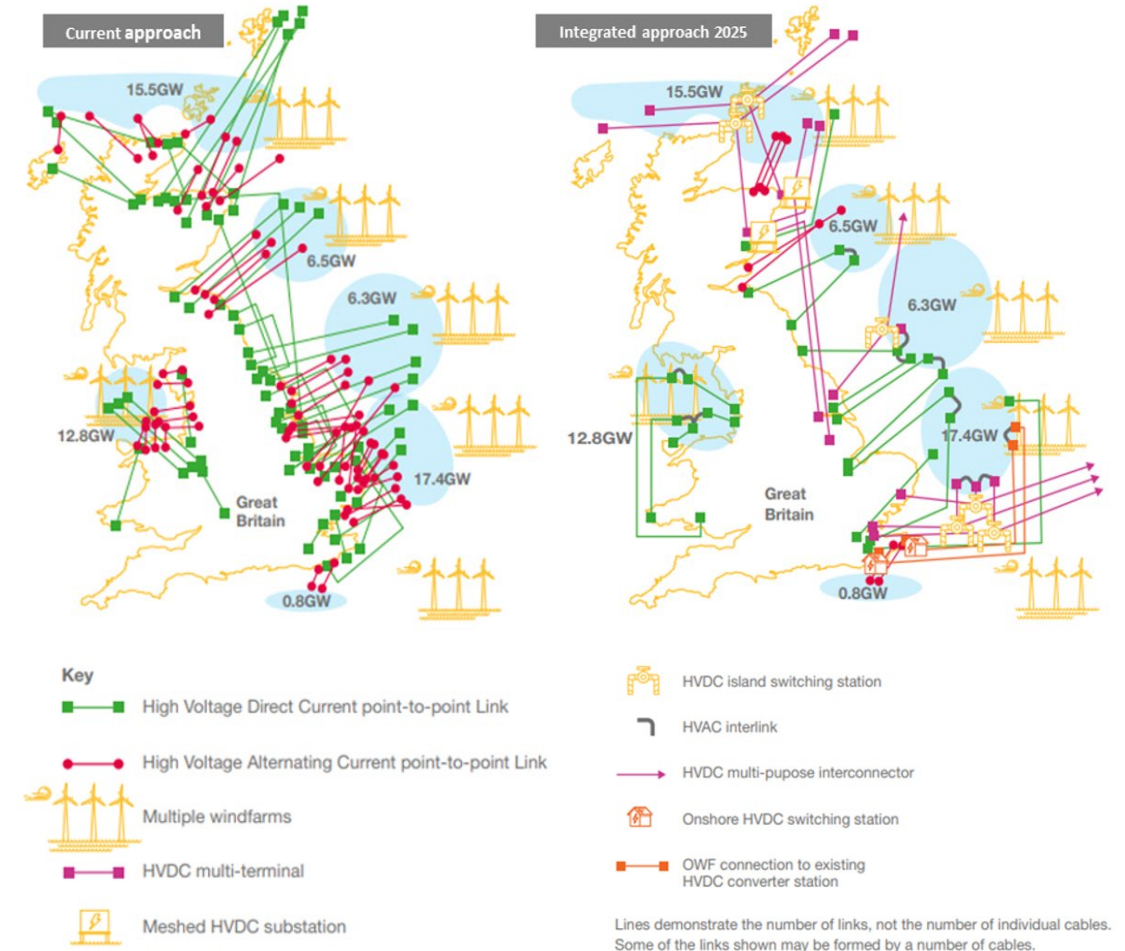 Current approach
15.5GW
6.5GW
6.3GW
12.8GW
17.4GW
Great
Britain
0.8GW
Integrated approach 2025
15.5GW
6.5GW
6.3GW
12.8GW
17.4GW
Great
Britain
0.8GW
Key
High Voltage Direct Current point-to-point Link
High Voltage Alternating Current point-to-point Link
Multiple windfarms
HVDC multi-terminal
Meshed HVDC substation
HVDC island switching station
HVAC interlink
HVDC multi-pupose interconnector
Onshore HVDC switching station
OWF connection to existing
HVDC converter station
Lines demonstrate the number of links, not the number of individual cables.
Some of the links shown may be formed by a number of cables.